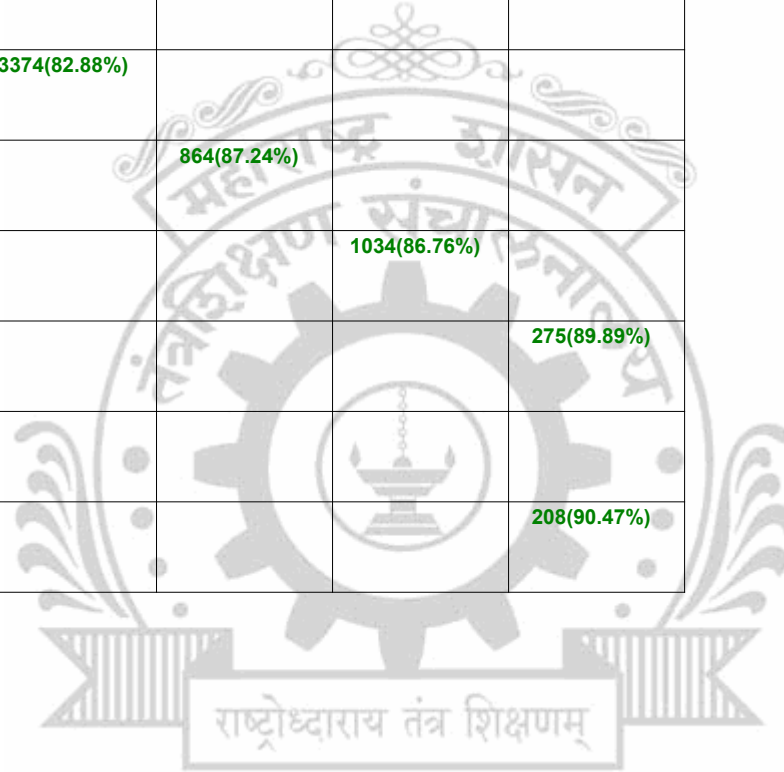 3374(82.88%)
864(87.24%)
1034(86.76%)
275(89.89%)
208(90.47%)
महाराष्ट्र शासन
तंत्रशिक्षण संचालनालय
राष्ट्रोध्दाराय तंत्र शिक्षणम्